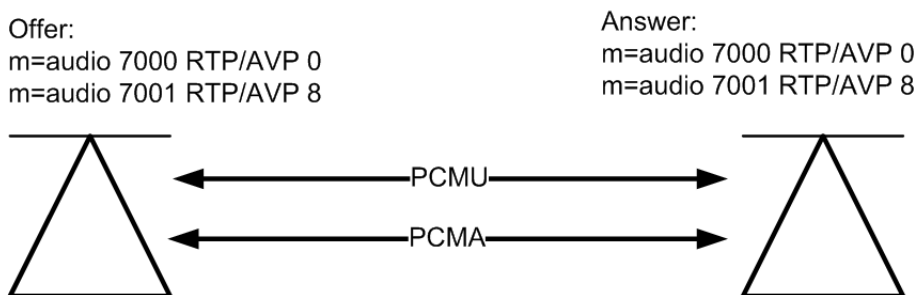 Offer:
m=audio 7000 RTP/AVP 0
m=audio 7001 RTP/AVP 8
Answer:
m=audio 7000 RTP/AVP 0
m=audio 7001 RTP/AVP 8
PCMU
PCMA